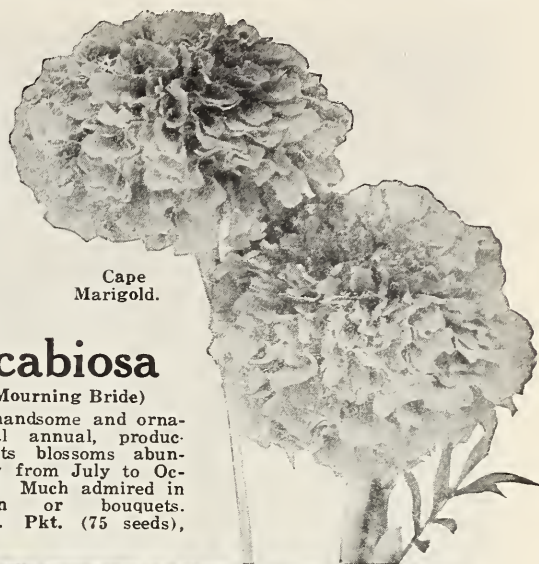 Cape
Marigold.
cabiosa
Mourning Bride)
handsome and orna-
l annual, produc-
ts blossoms abun-
from July to Oc-
Much admired in
n or bouquets.
. Pkt. (75 seeds),